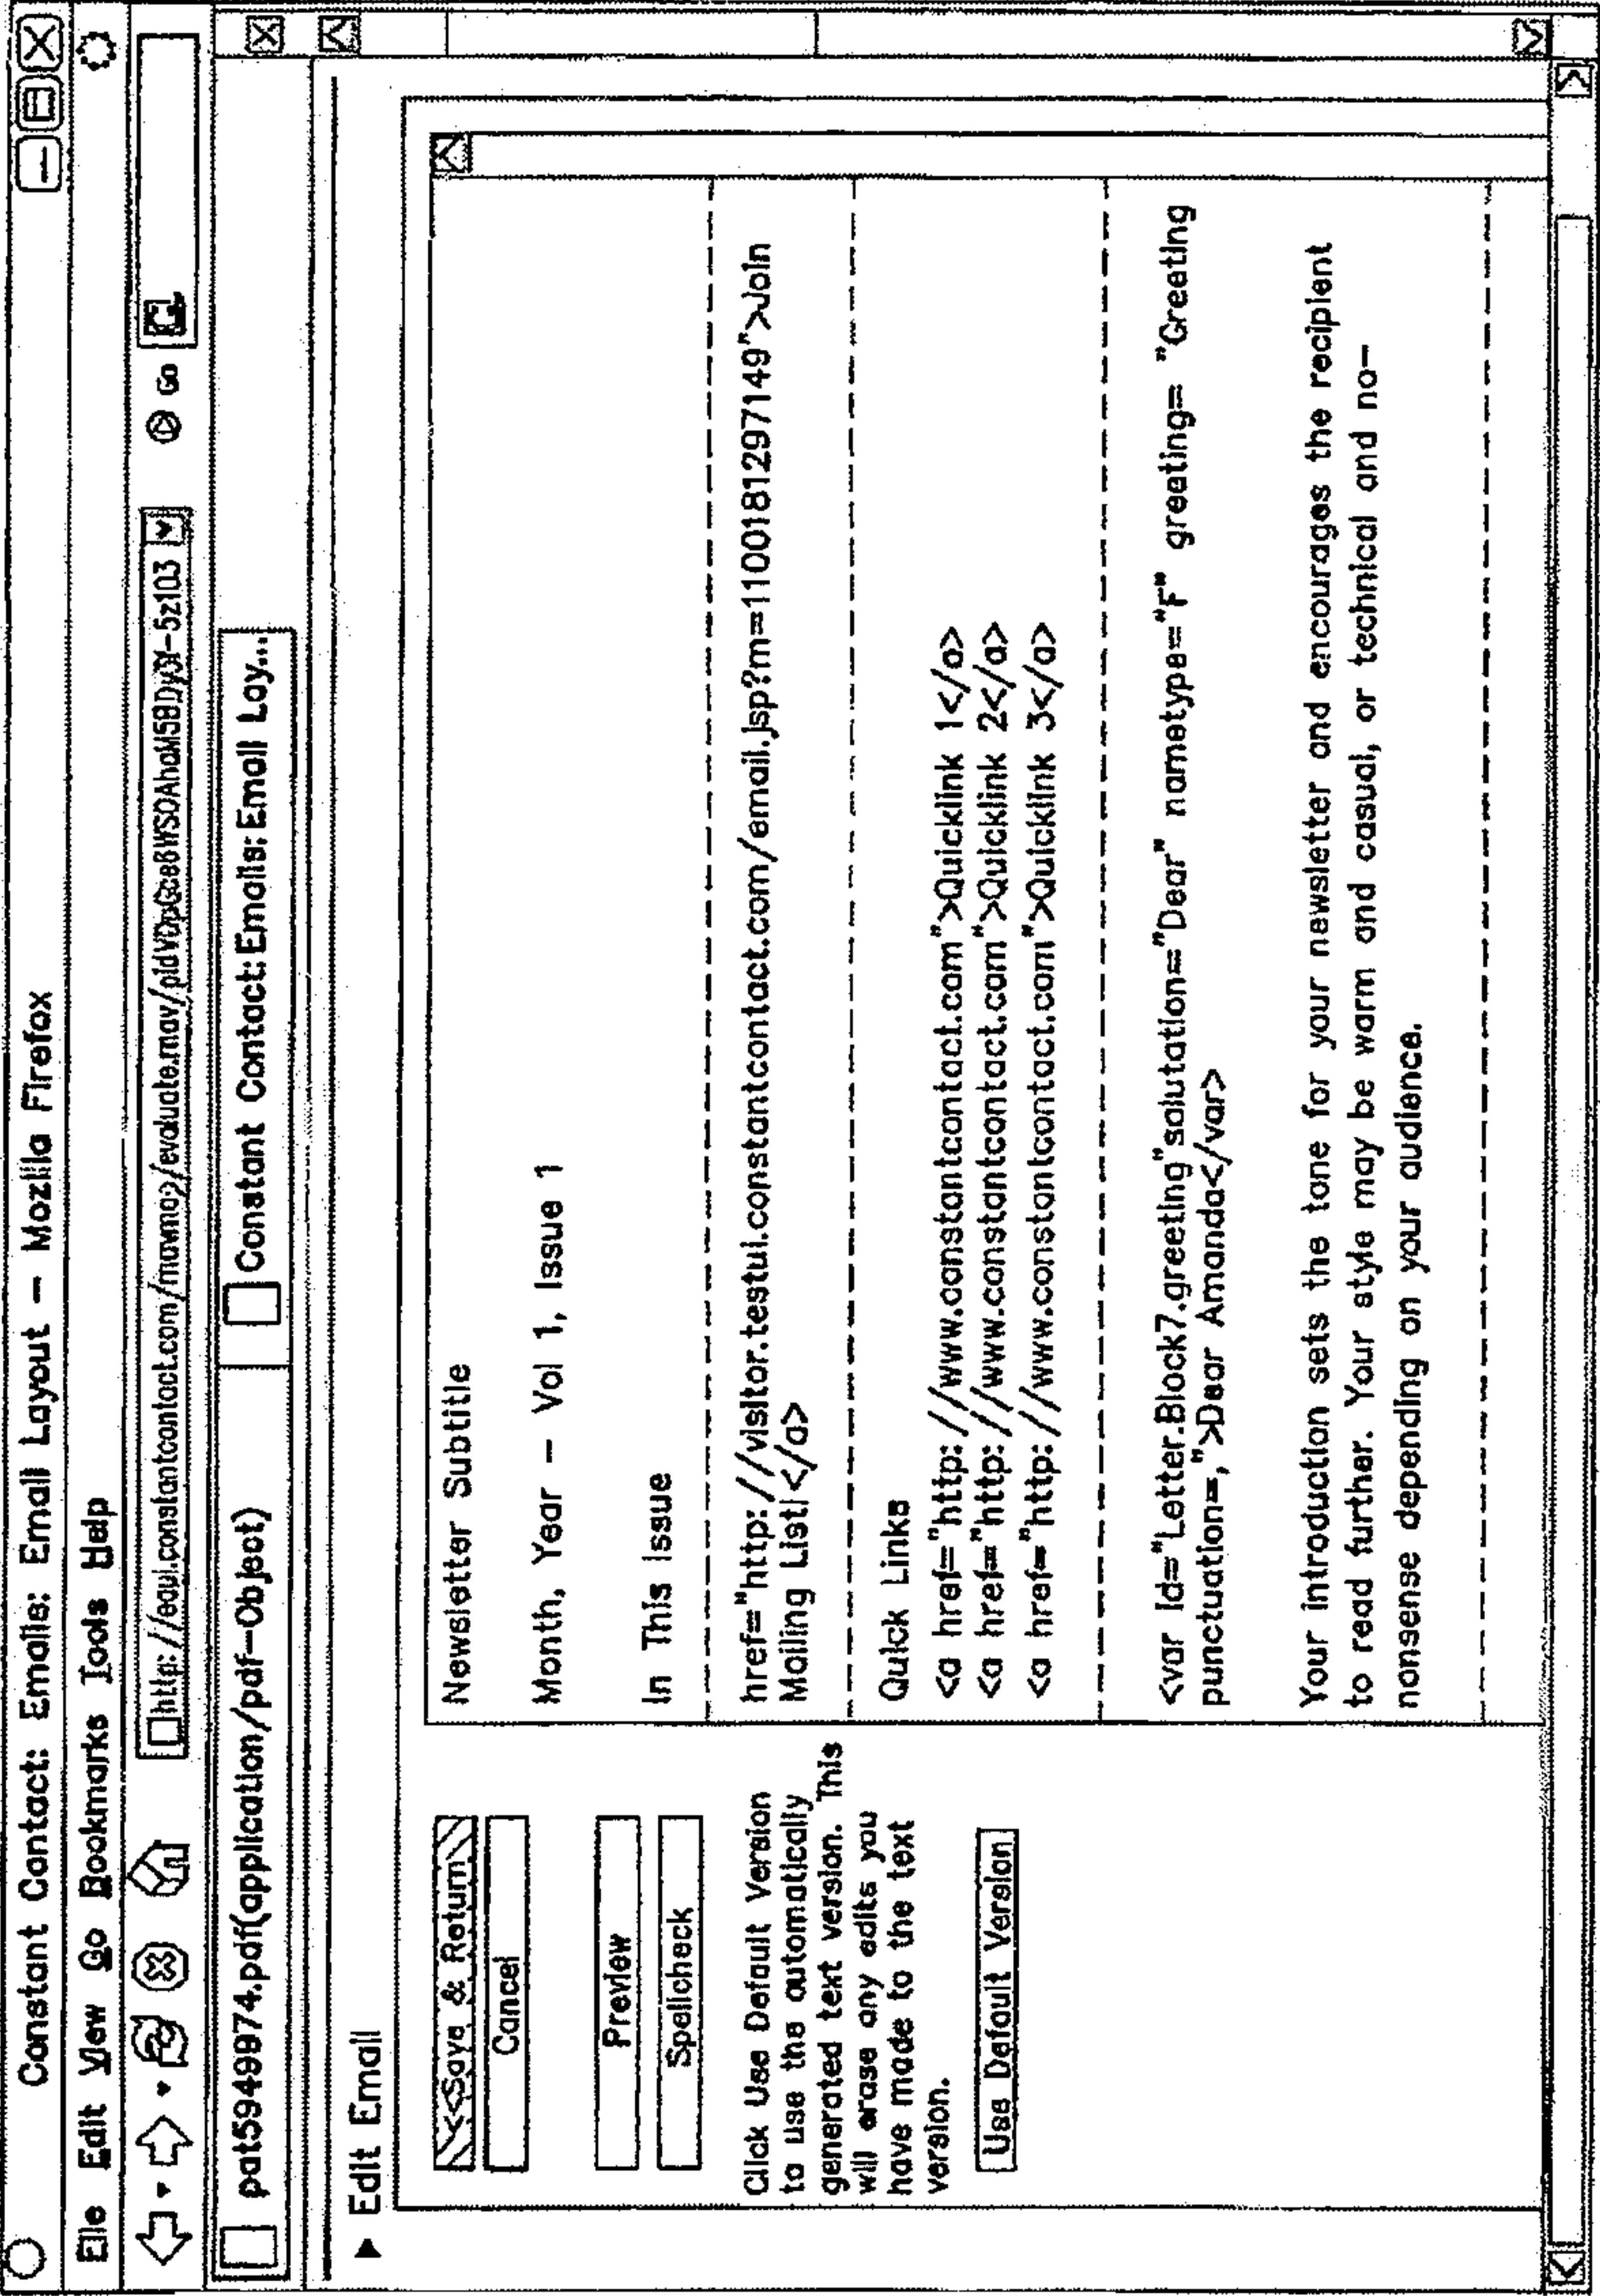 Constant Contact: Emails: Email Layout – Mozilla Firefox
File Edit View Go Bookmarks Tools Help
Go
pat5949974.pdf(application/pdf-Object)
Constant Contact: Emails: Email Lay...
▶ Edit Email
<<Save & Return
Cancel
Preview
Spellcheck
Click Use Default Version
to use the automatically
generated text version. This
will erase any edits you
have made to the text
version.
Use Default Version
Newsletter Subtitle
Month, Year – Vol 1, Issue 1
In This Issue
href="http://visitor.testui.constantcontact.com/email.jsp?m=1100181297149">Join
Mailing List!</a>
Quick Links
<a href="http://www.constantcontact.com">Quicklink 1</a>
<a href="http://www.constantcontact.com">Quicklink 2</a>
<a href="http://www.constantcontact.com">Quicklink 3</a>
<var id="Letter.Block7.greeting"salutation="Dear" nametype="F" greeting= "Greeting
punctuation=,">Dear Amanda</var>
Your introduction sets the tone for your newsletter and encourages the recipient
to read further. Your style may be warm and casual, or technical and no–
nonsense depending on your audience.